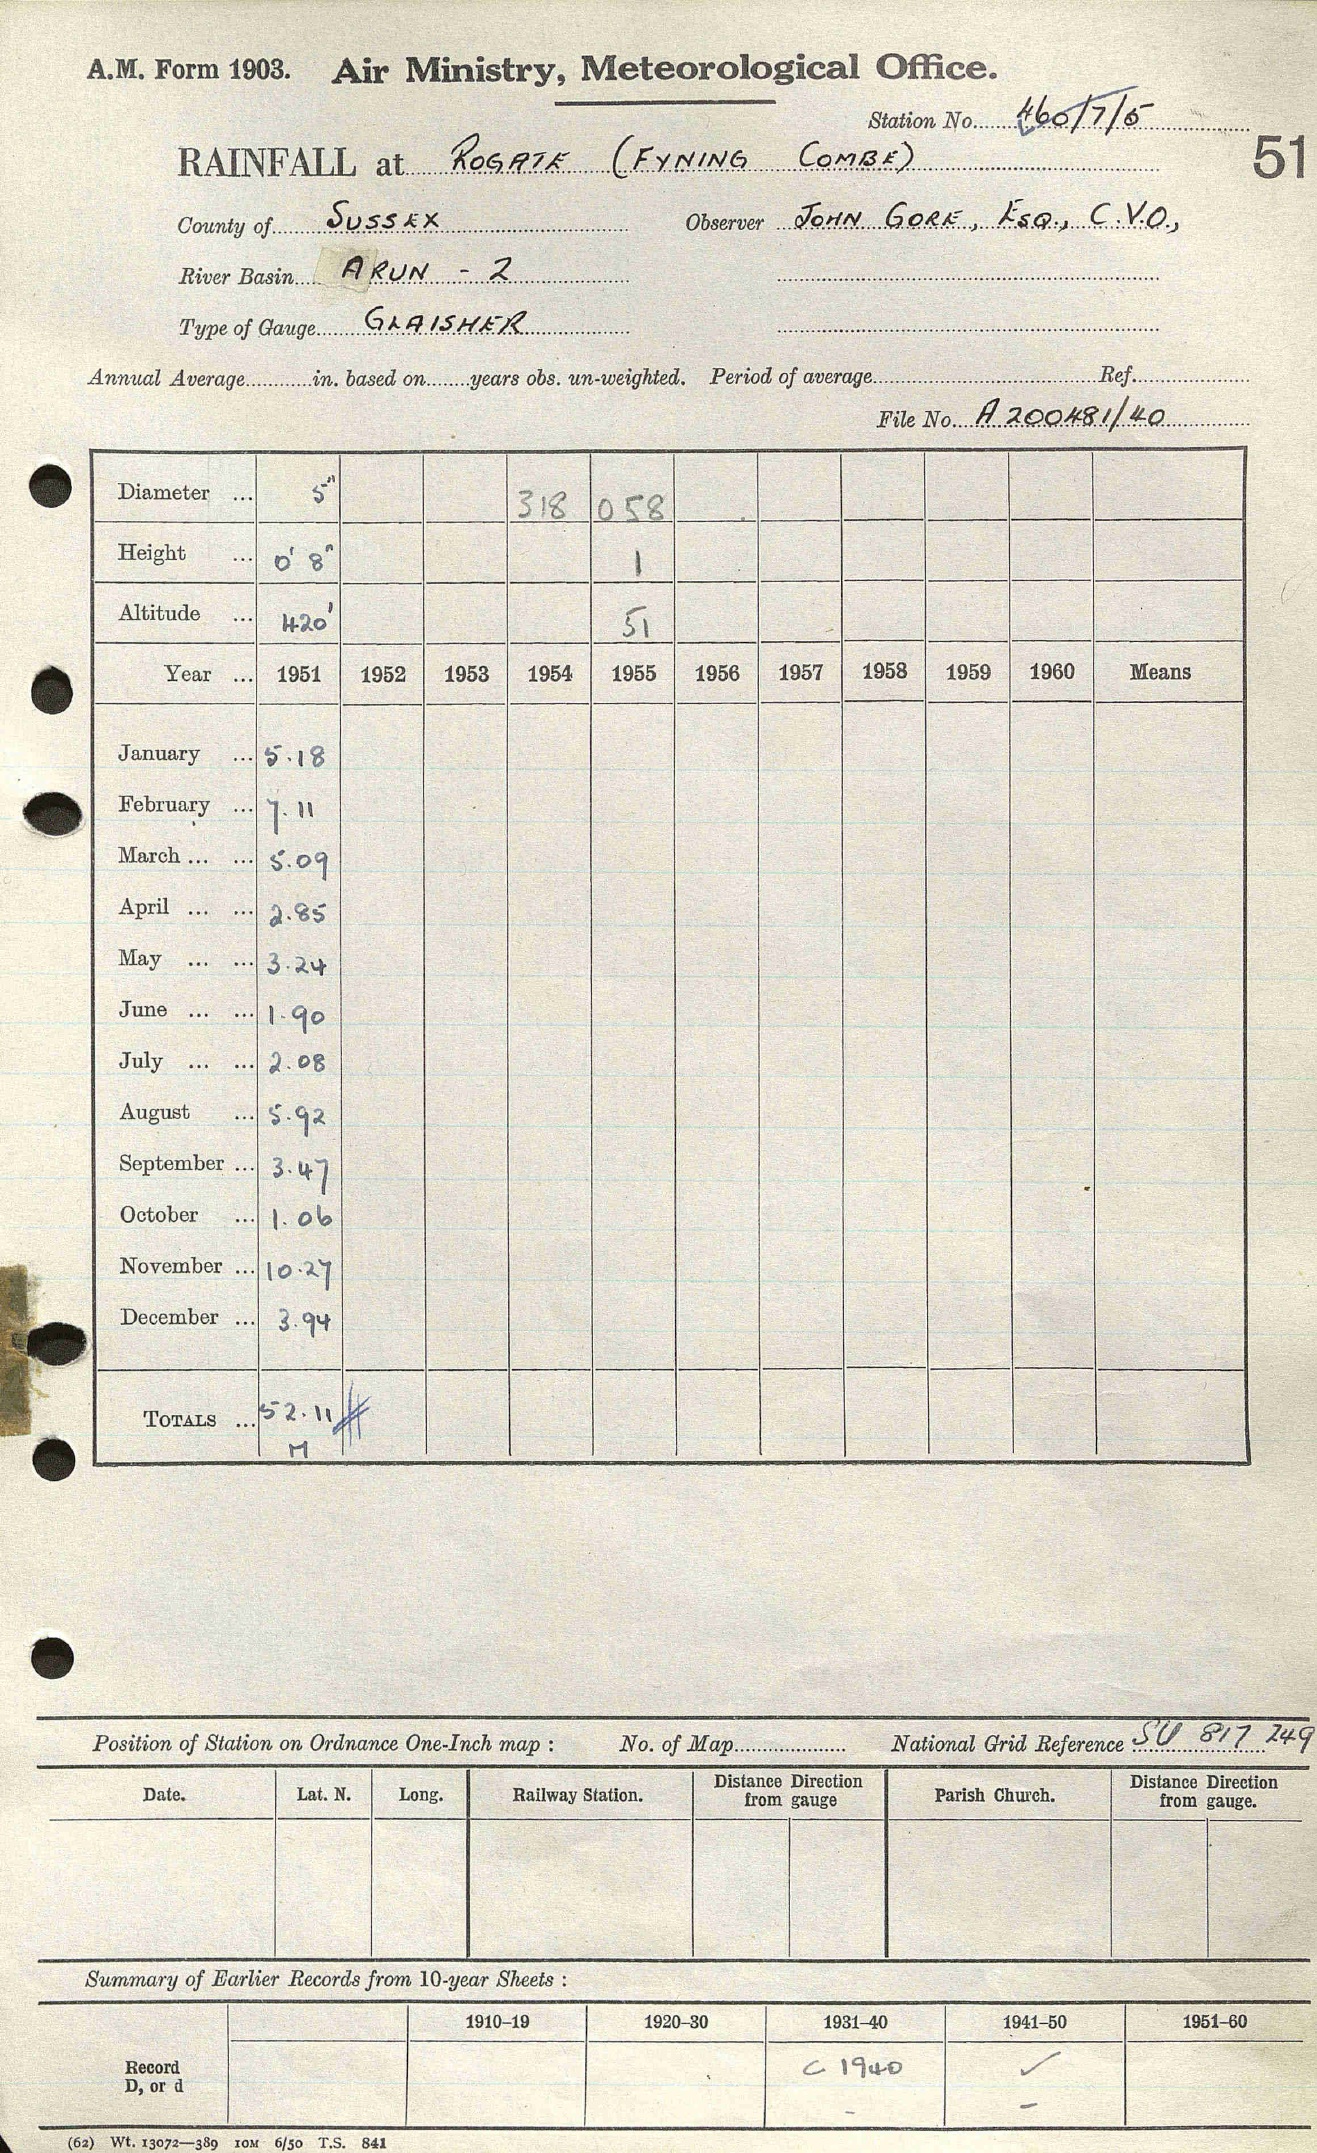 A.M. Form 1903. Air Ministry, Meteorological Office.
Station No. 460/7/5
RAINFALL at ROGATE (FYNING COMBE)
51
County of SUSSEX Observer JOHN GORE, ESQ., C.V.O.,
River Basin ARUN - 2
Type of Gauge GLAISHER
Annual Average in. based on years obs. un-weighted. Period of average Ref.
File No. A 200481/40
Diameter ... 5" 318 058
Height ... 0' 8" 1
Altitude ... 420' 51
Year ... 1951 1952 1953 1954 1955 1956 1957 1958 1959 1960 Means
January ... 5.18
February ... 7.11
March ... ... 5.09
April ... ... 2.85
May ... ... 3.24
June ... ... 1.90
July ... ... 2.08
August ... 5.92
September ... 3.47
October ... 1.06
November ... 10.27
December ... 3.94
TOTALS ... 52.11
M
Position of Station on Ordnance One-Inch map : No. of Map National Grid Reference SU 817 249
Date. Lat. N. Long. Railway Station. Distance Direction from gauge Parish Church. Distance Direction from gauge.
Summary of Earlier Records from 10-year Sheets :
1910–19 1920–30 1931–40 1941–50 1951–60
Record D, or d C 1940 ✓
- -
(62) Wt. 13072—389 10M 6/50 T.S. 841